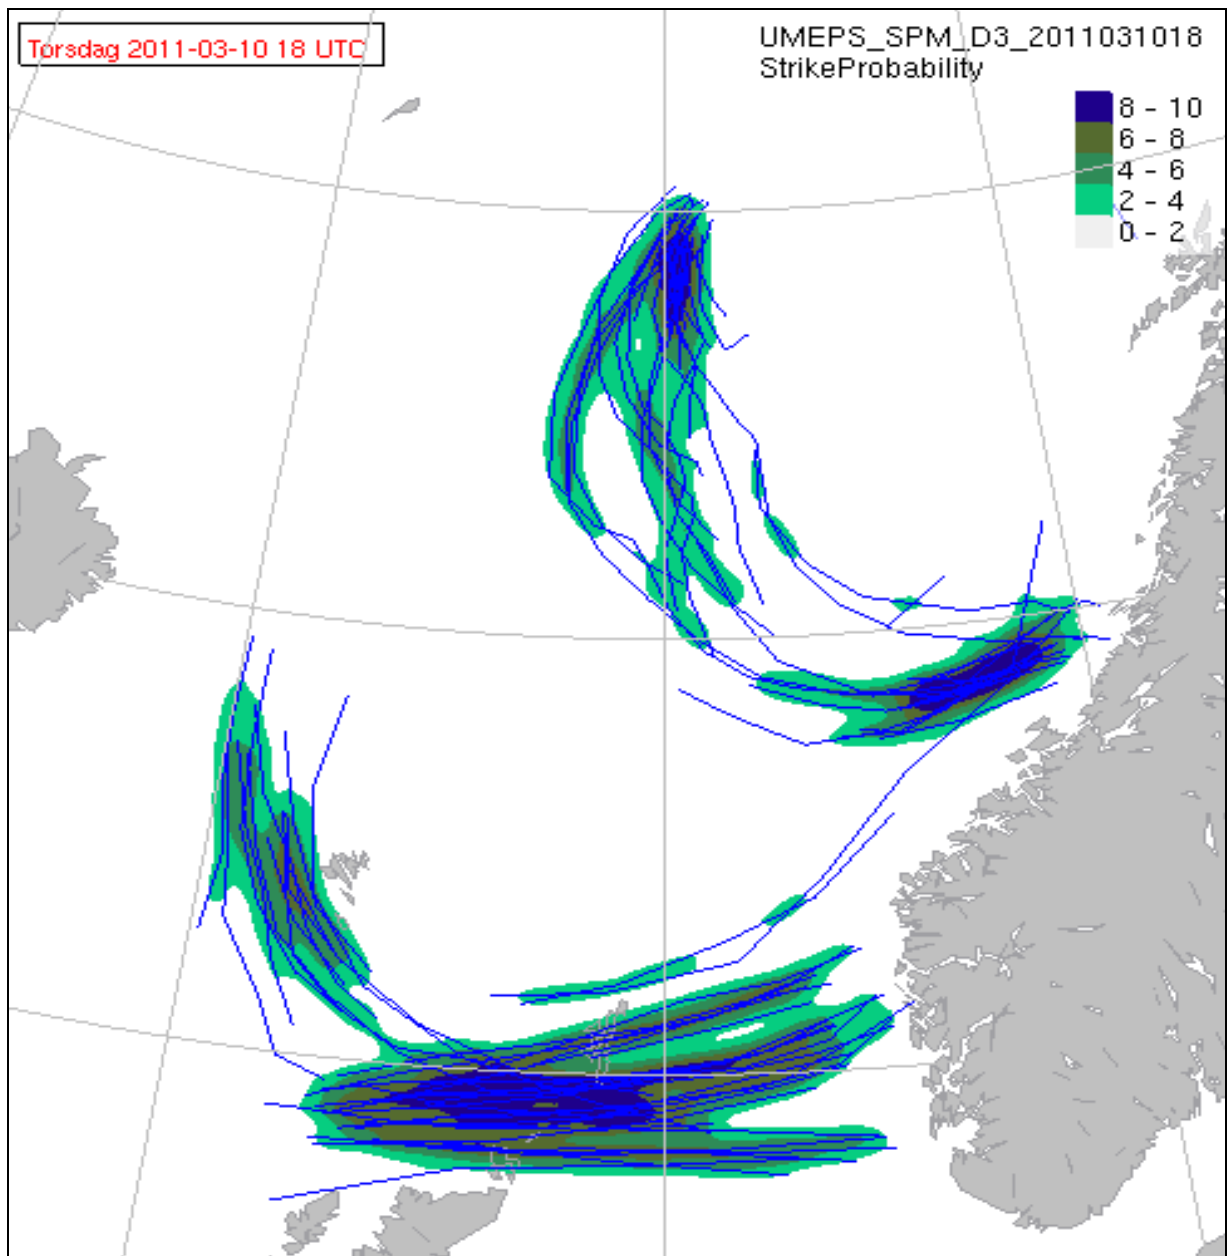 Torsdag 2011-03-10 18 UTC
UMEPS_SPM_D3_2011031018
StrikeProbability
8 - 10
6 - 8
4 - 6
2 - 4
0 - 2